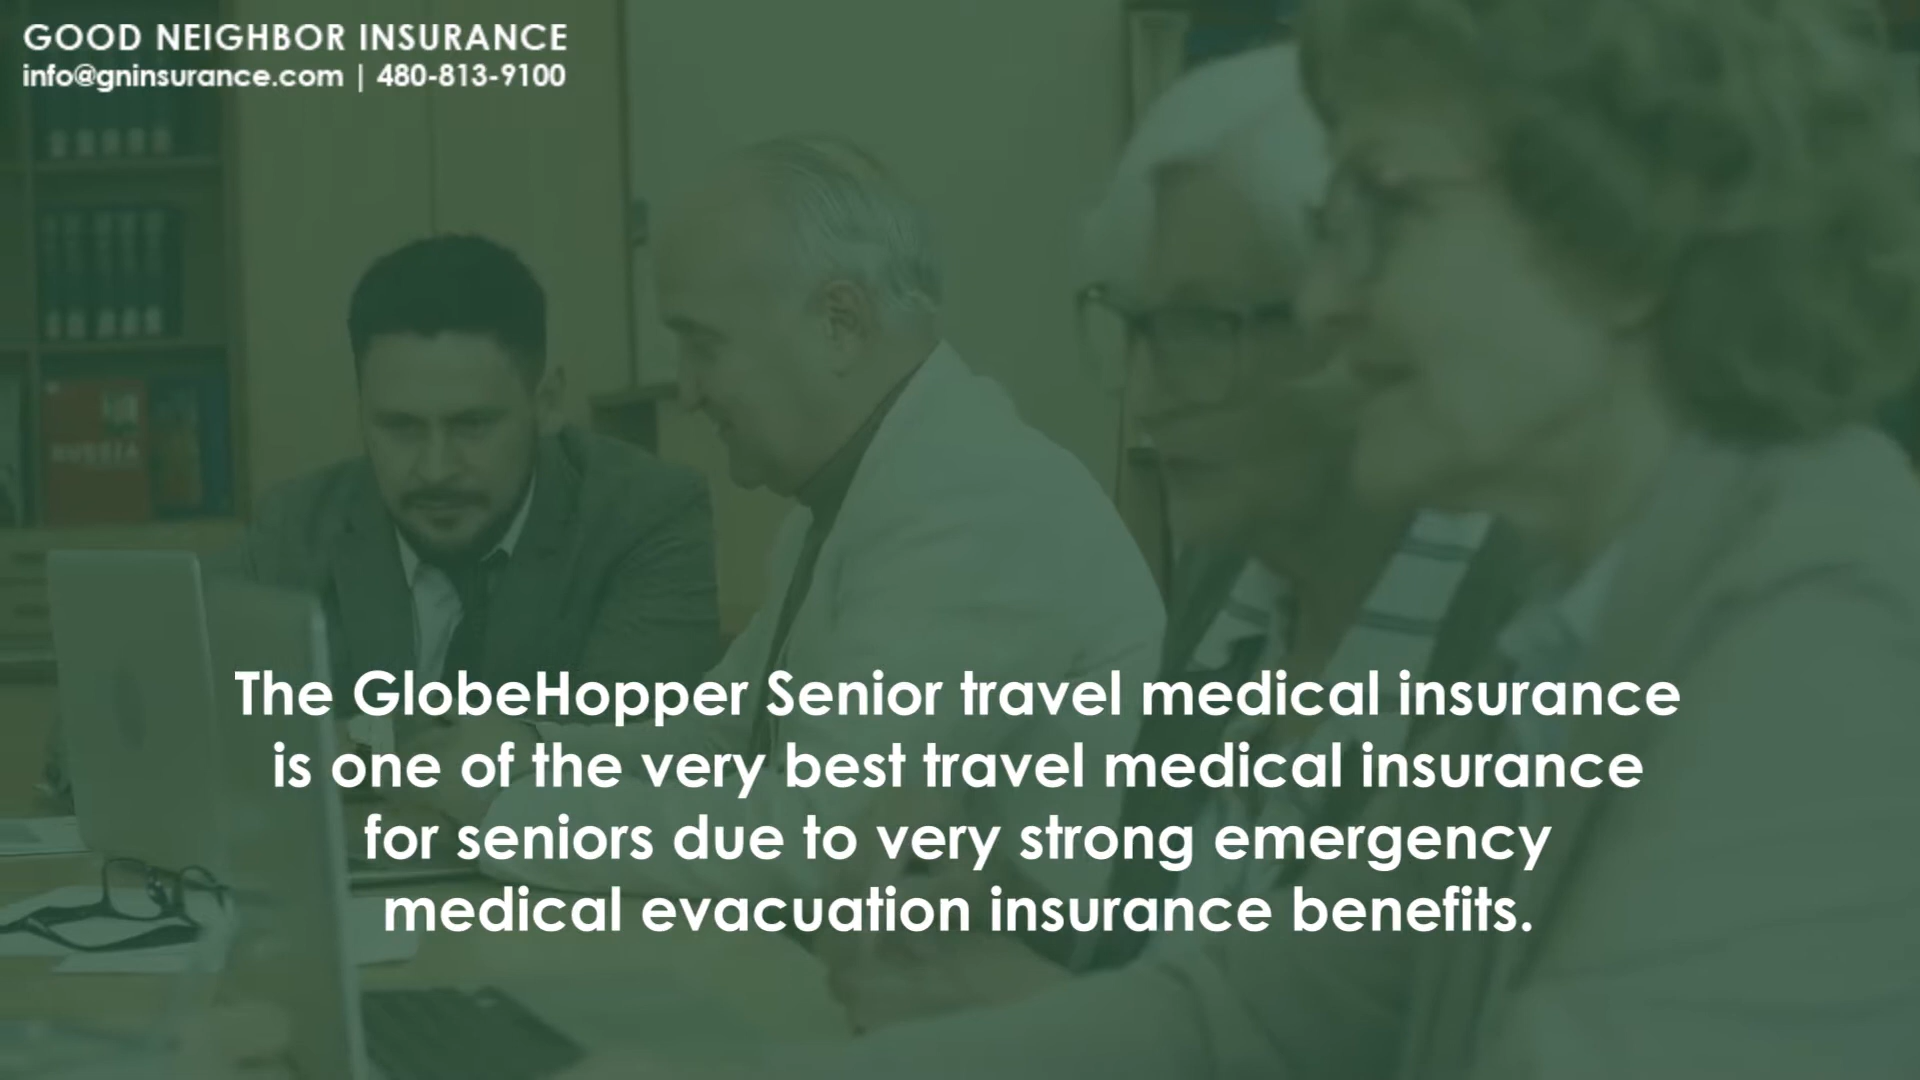 GOOD NEIGHBOR INSURANCE
info@gninsurance.com | 480-813-9100
RUSSIA
The GlobeHopper Senior travel medical insurance
is one of the very best travel medical insurance
for seniors due to very strong emergency
medical evacuation insurance benefits.